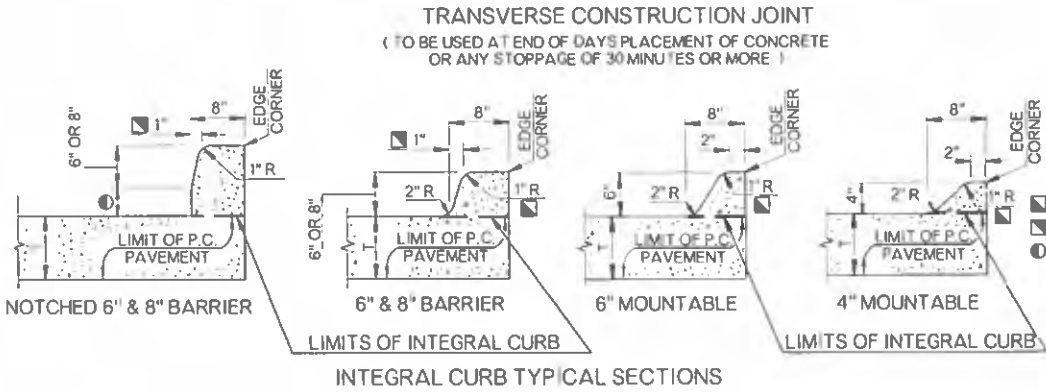 TRANSVERSE CONSTRUCTION JOINT
( TO BE USED AT END OF DAYS PLACEMENT OF CONCRETE
OR ANY STOPPAGE OF 30 MINUTES OR MORE )
6" OR 8"
1"
8"
EDGE
CORNER
1" R
T
LIMIT OF P.C.
PAVEMENT
NOTCHED 6" & 8" BARRIER
6" OR 8"
1"
8"
EDGE
CORNER
2" R
1" R
T
LIMIT OF P.C.
PAVEMENT
6" & 8" BARRIER
8"
2"
EDGE
CORNER
6"
2" R
1" R
T
LIMIT OF P.C.
PAVEMENT
6" MOUNTABLE
8"
2"
EDGE
CORNER
4"
2" R
1" R
T
LIMIT OF P.C.
PAVEMENT
4" MOUNTABLE
LIMITS OF INTEGRAL CURB
LIMITS OF INTEGRAL CURB
INTEGRAL CURB TYPICAL SECTIONS